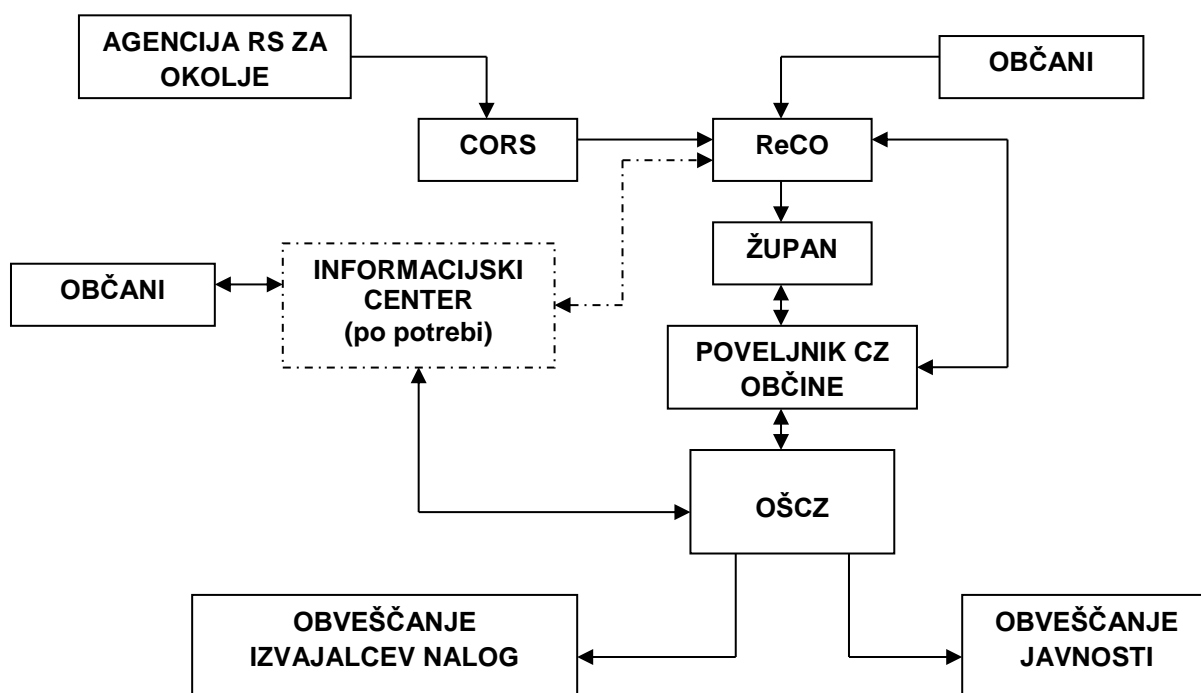 AGENCIJA RS ZA
OKOLJE
OBČANI
CORS
ReCO
ŽUPAN
OBČANI
INFORMACIJSKI
CENTER
(po potrebi)
POVELJNIK CZ
OBČINE
OŠCZ
OBVEŠČANJE
IZVAJALCEV NALOG
OBVEŠČANJE
JAVNOSTI